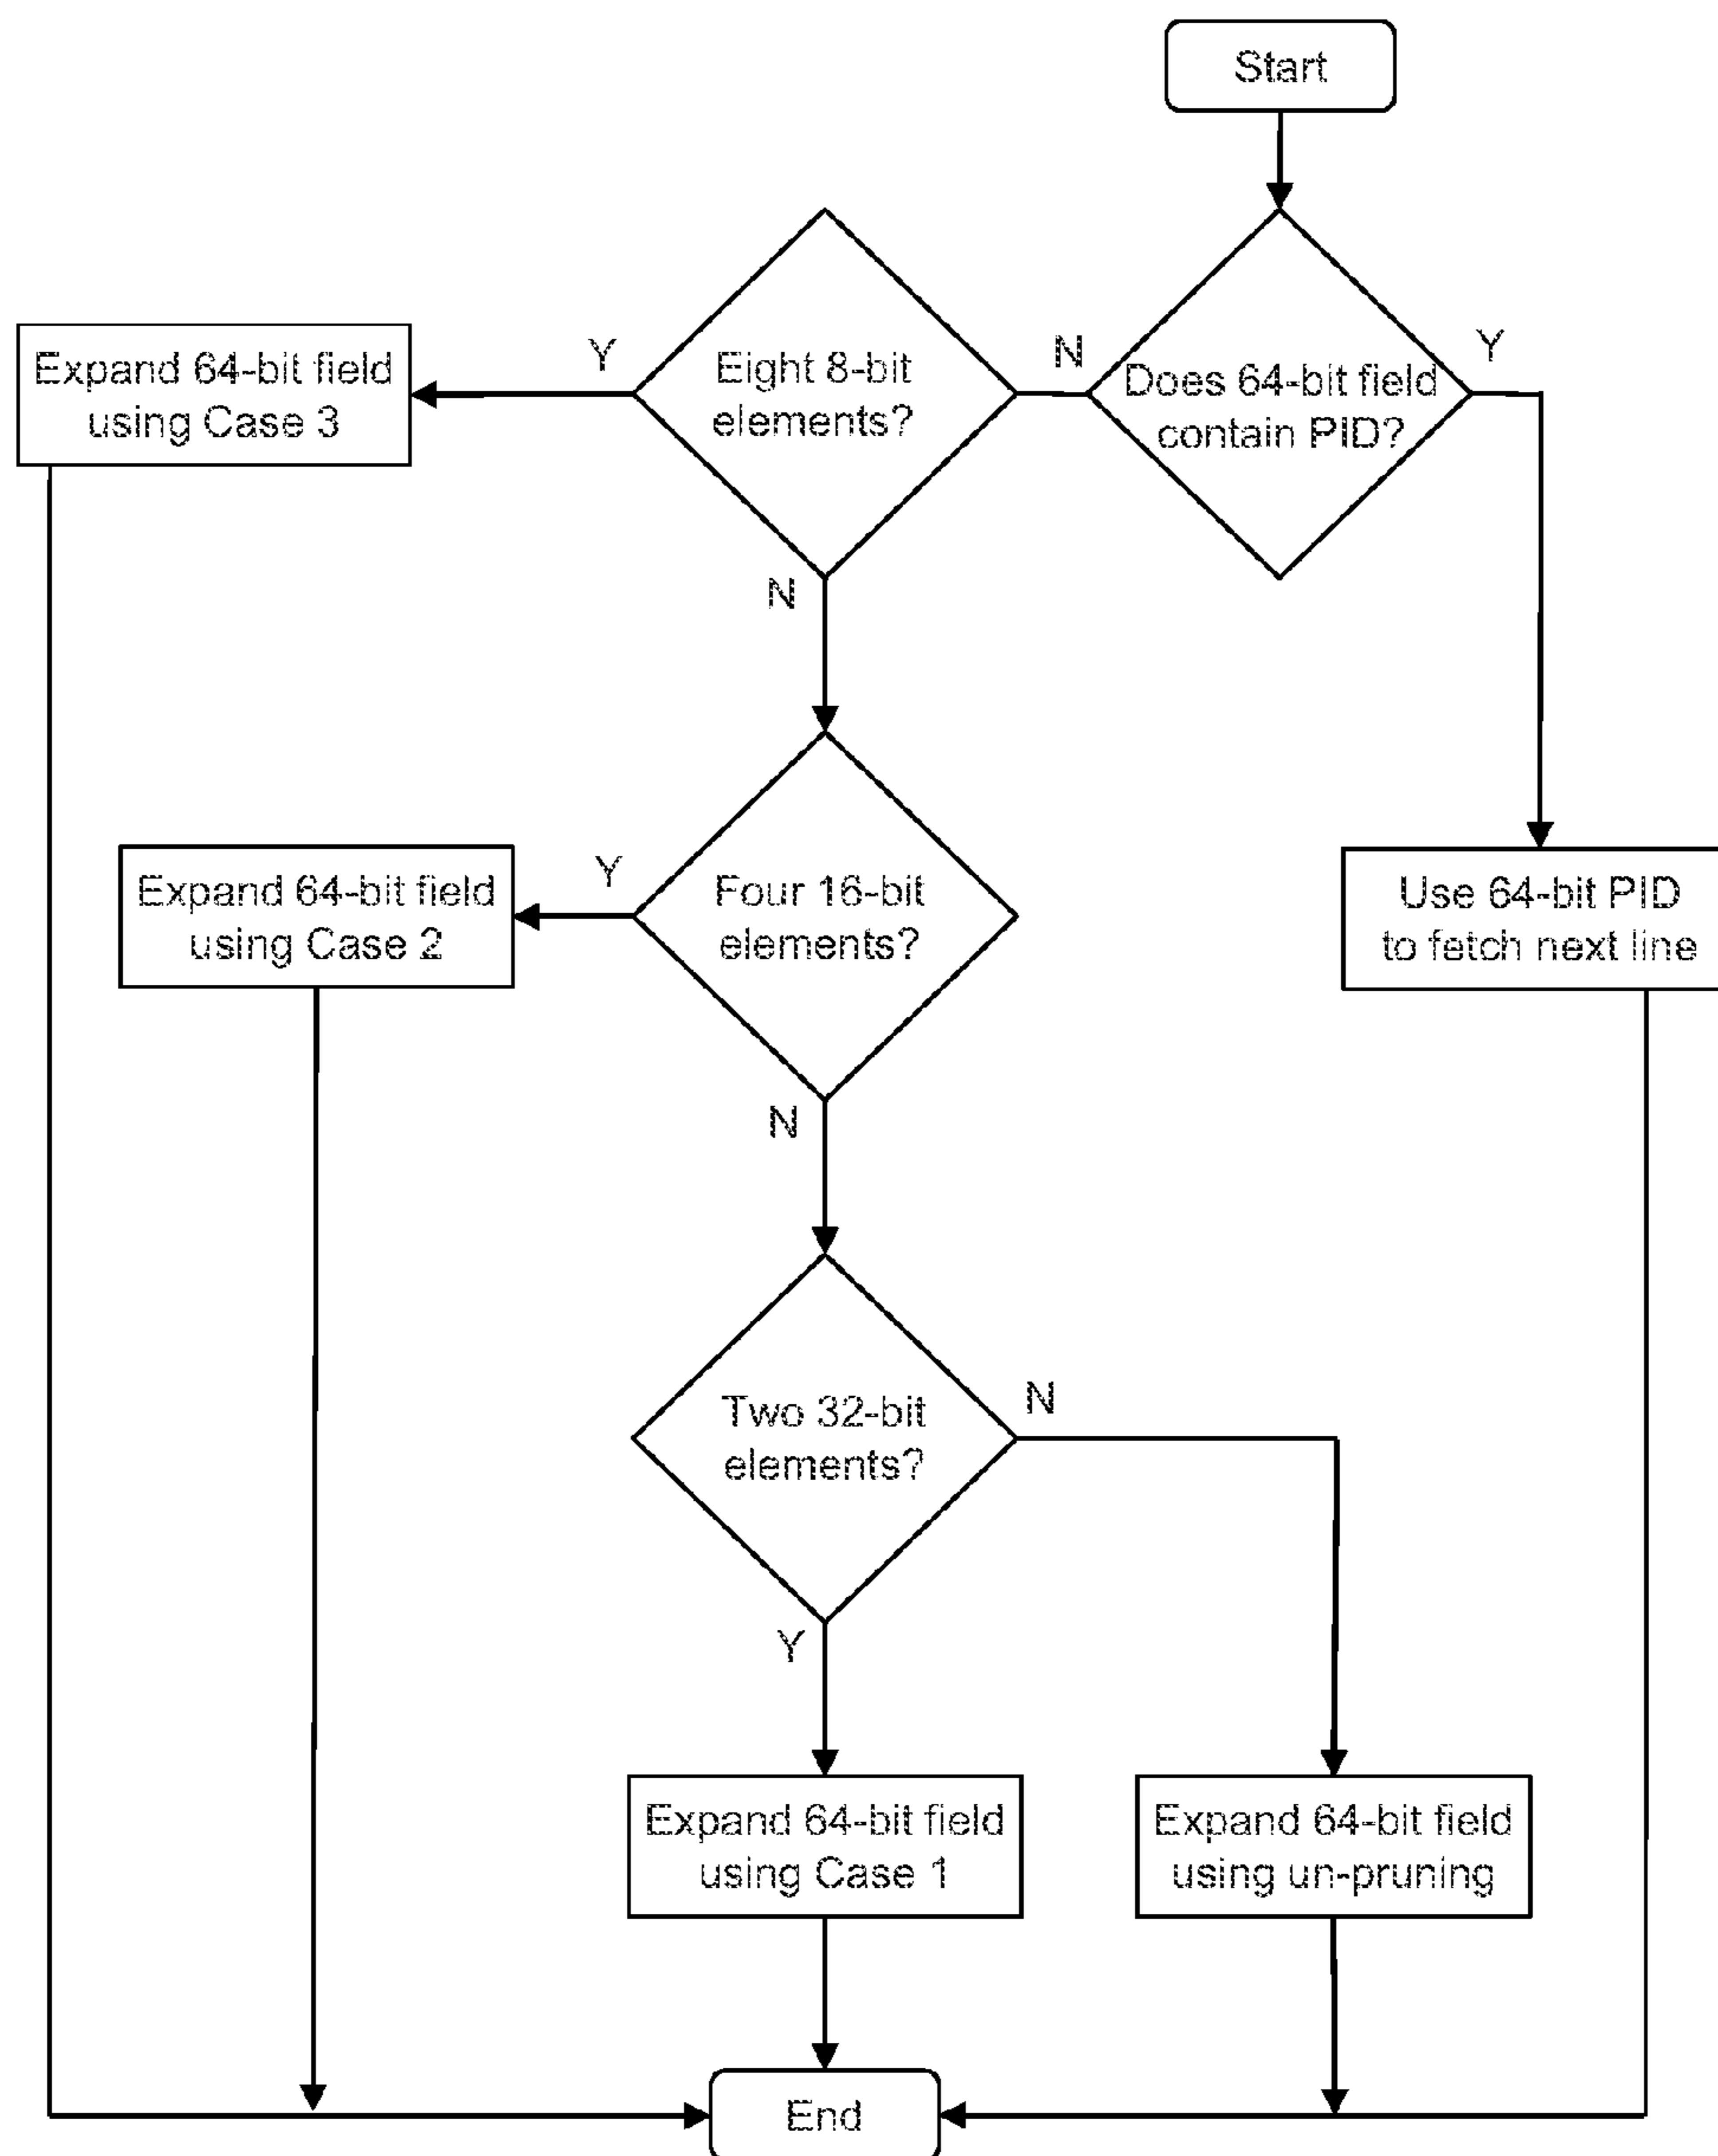 Start
Does 64-bit field
contain PID?
Y
N
Eight 8-bit
elements?
Y
N
Expand 64-bit field
using Case 3
Four 16-bit
elements?
Y
N
Expand 64-bit field
using Case 2
Use 64-bit PID
to fetch next line
Two 32-bit
elements?
N
Y
Expand 64-bit field
using Case 1
Expand 64-bit field
using un-pruning
End